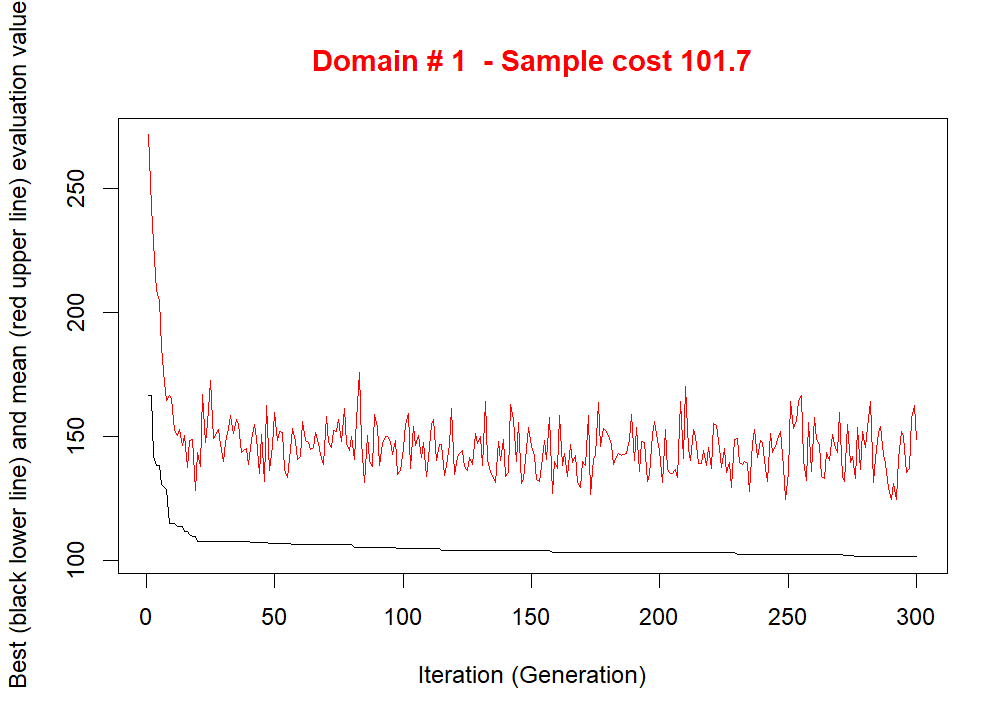 Domain # 1  - Sample cost 101.7
Best (black lower line) and mean (red upper line) evaluation value
250
200
150
100
0 50 100 150 200 250 300
Iteration (Generation)